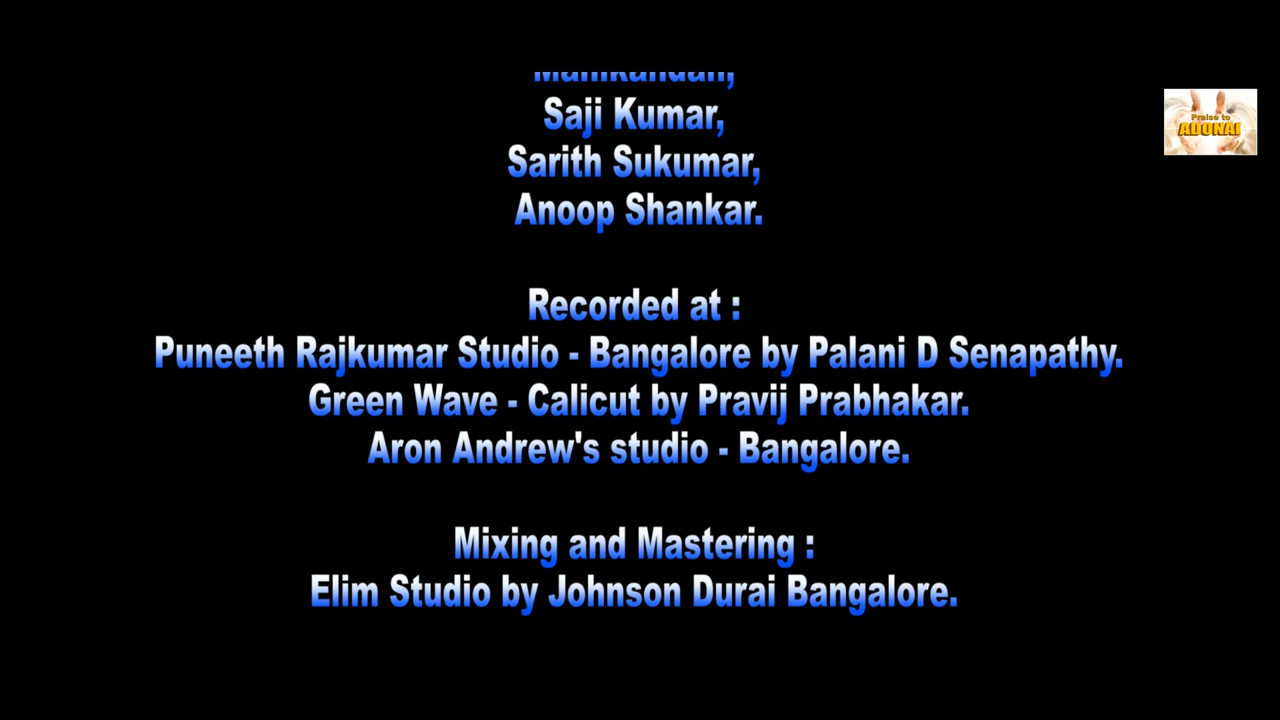 Manikandan,
Saji Kumar,
Sarith Sukumar,
Anoop Shankar.
Recorded at :
Puneeth Rajkumar Studio - Bangalore by Palani D Senapathy.
Green Wave - Calicut by Pravij Prabhakar.
Aron Andrew's studio - Bangalore.
Mixing and Mastering :
Elim Studio by Johnson Durai Bangalore.
Praise to
ADONAI